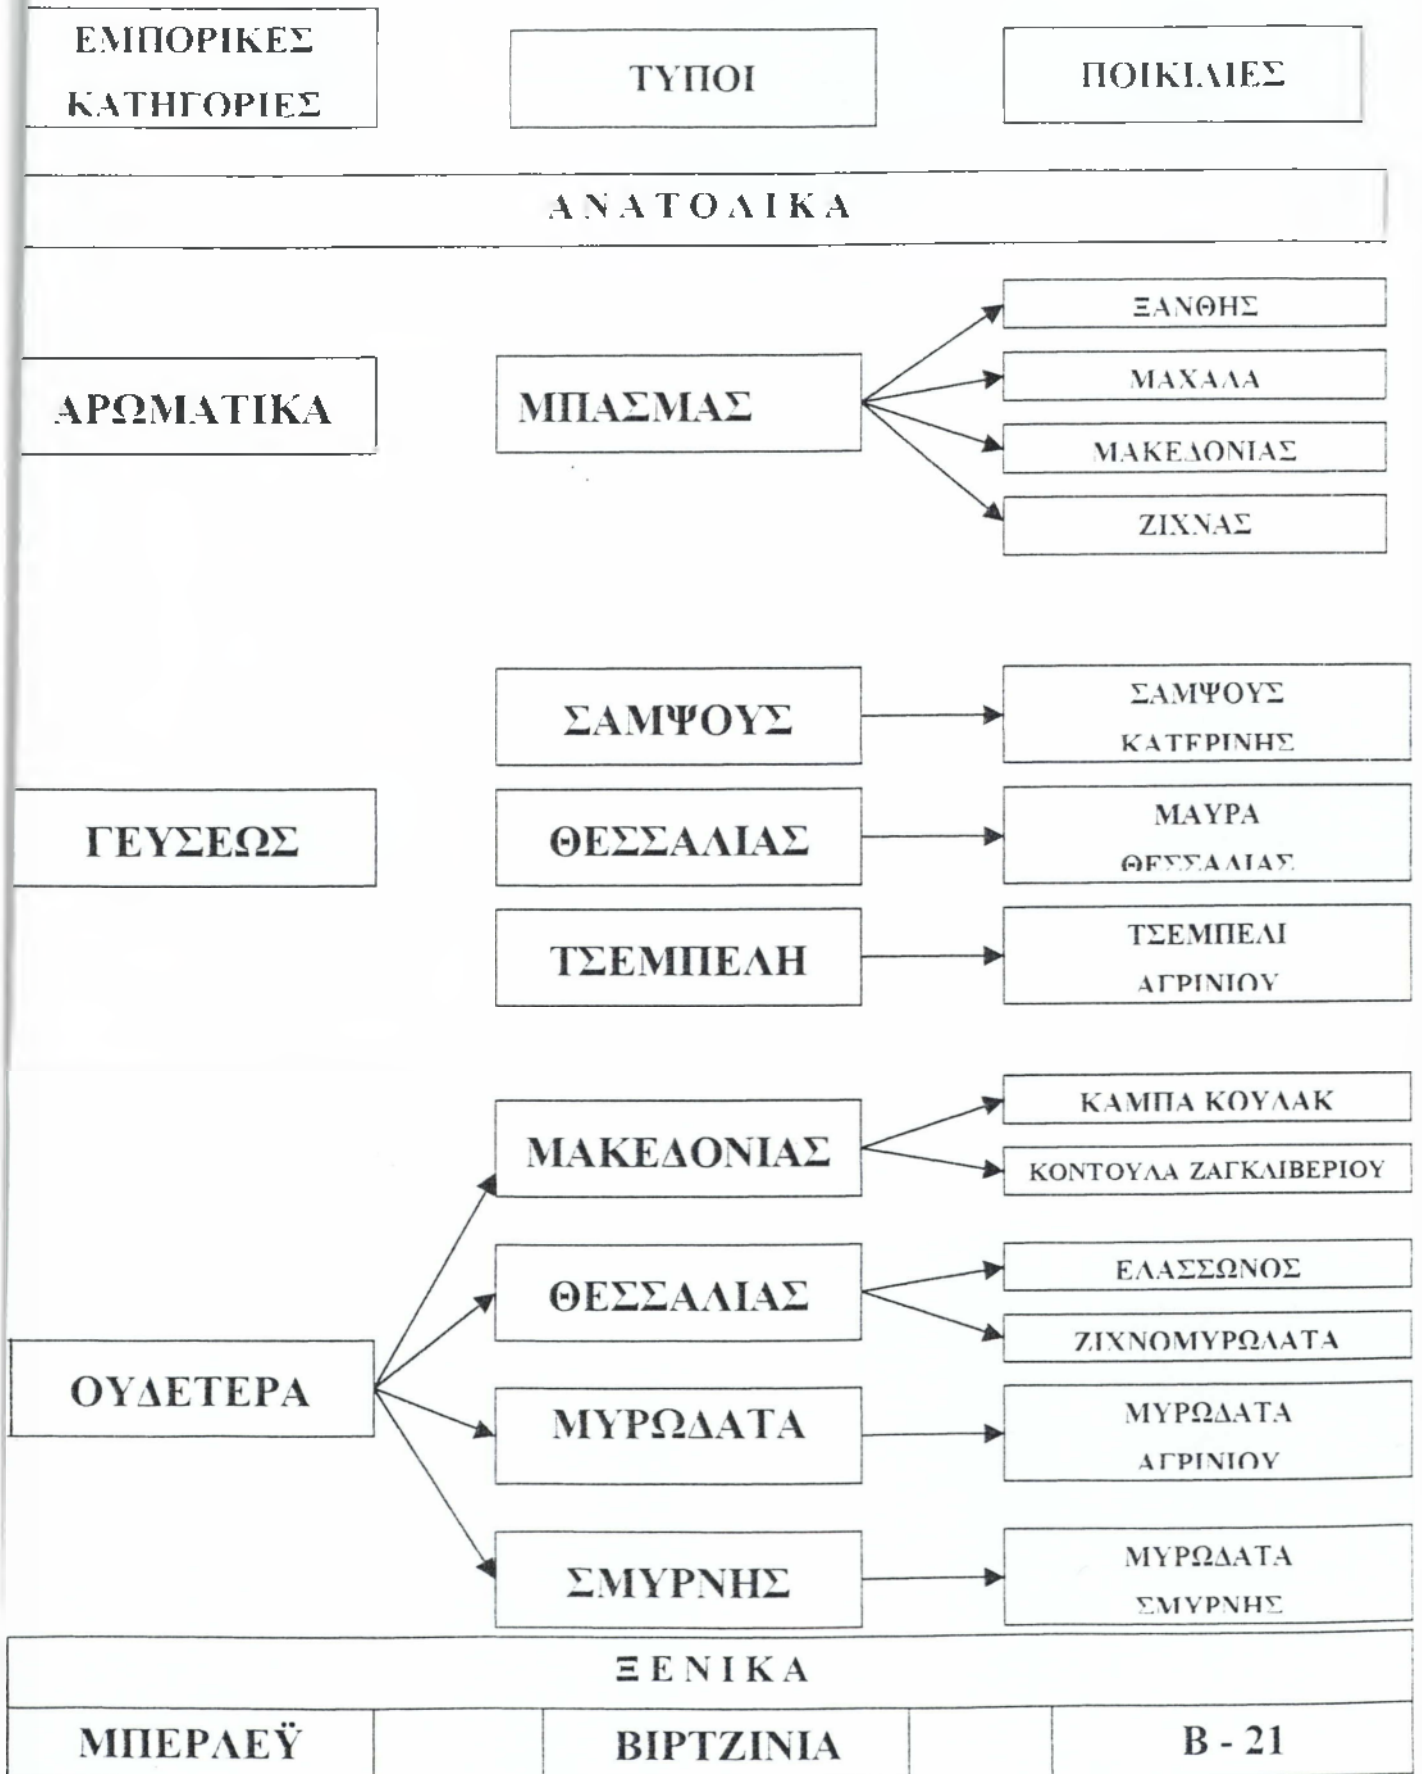 ΕΜΠΟΡΙΚΕΣ
ΚΑΤΗΓΟΡΙΕΣ
ΤΥΠΟΙ
ΠΟΙΚΙΛΙΕΣ
ΑΝΑΤΟΛΙΚΑ
ΑΡΩΜΑΤΙΚΑ
ΜΠΑΣΜΑΣ
ΞΑΝΘΗΣ
ΜΑΧΑΛΑ
ΜΑΚΕΔΟΝΙΑΣ
ΖΙΧΝΑΣ
ΓΕΥΣΕΩΣ
ΣΑΜΨΟΥΣ
ΣΑΜΨΟΥΣ
ΚΑΤΕΡΙΝΗΣ
ΘΕΣΣΑΛΙΑΣ
ΜΑΥΡΑ
ΘΕΣΣΑΛΙΑΣ
ΤΣΕΜΠΕΛΗ
ΤΣΕΜΠΕΛΙ
ΑΓΡΙΝΙΟΥ
ΟΥΔΕΤΕΡΑ
ΜΑΚΕΔΟΝΙΑΣ
ΚΑΜΠΑ ΚΟΥΛΑΚ
ΚΟΝΤΟΥΛΑ ΖΑΓΚΛΙΒΕΡΙΟΥ
ΘΕΣΣΑΛΙΑΣ
ΕΛΑΣΣΩΝΟΣ
ΖΙΧΝΟΜΥΡΩΔΑΤΑ
ΜΥΡΩΔΑΤΑ
ΜΥΡΩΔΑΤΑ
ΑΓΡΙΝΙΟΥ
ΣΜΥΡΝΗΣ
ΜΥΡΩΔΑΤΑ
ΣΜΥΡΝΗΣ
ΞΕΝΙΚΑ
ΜΠΕΡΛΕΫ
ΒΙΡΤΖΙΝΙΑ
Β - 21